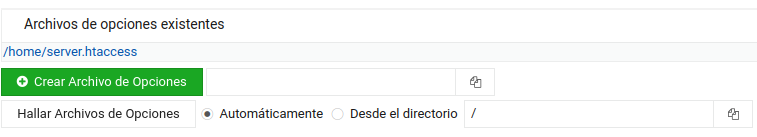 Archivos de opciones existentes
/home/server.htaccess
Crear Archivo de Opciones
Hallar Archivos de Opciones Automáticamente Desde el directorio /